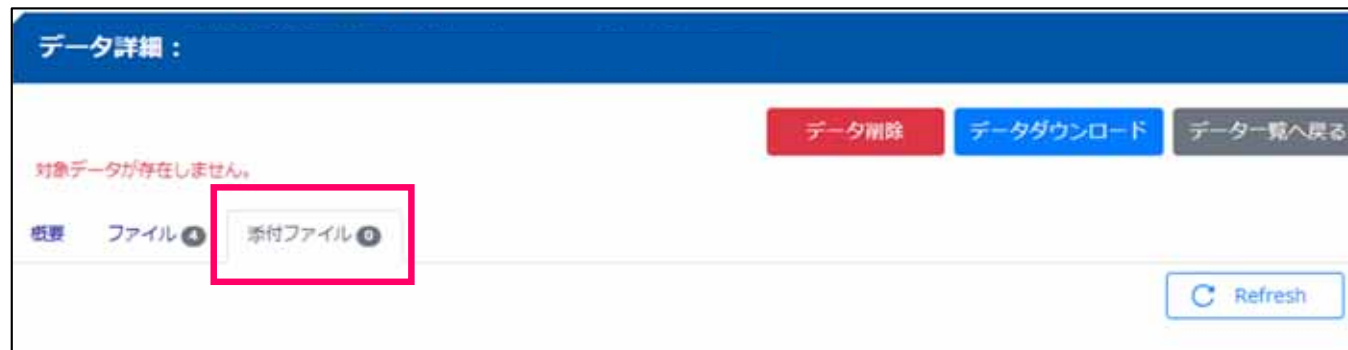 データ詳細：
データ削除
データダウンロード
データ一覧へ戻る
対象データが存在しません。
概要
ファイル 4
添付ファイル 0
Refresh